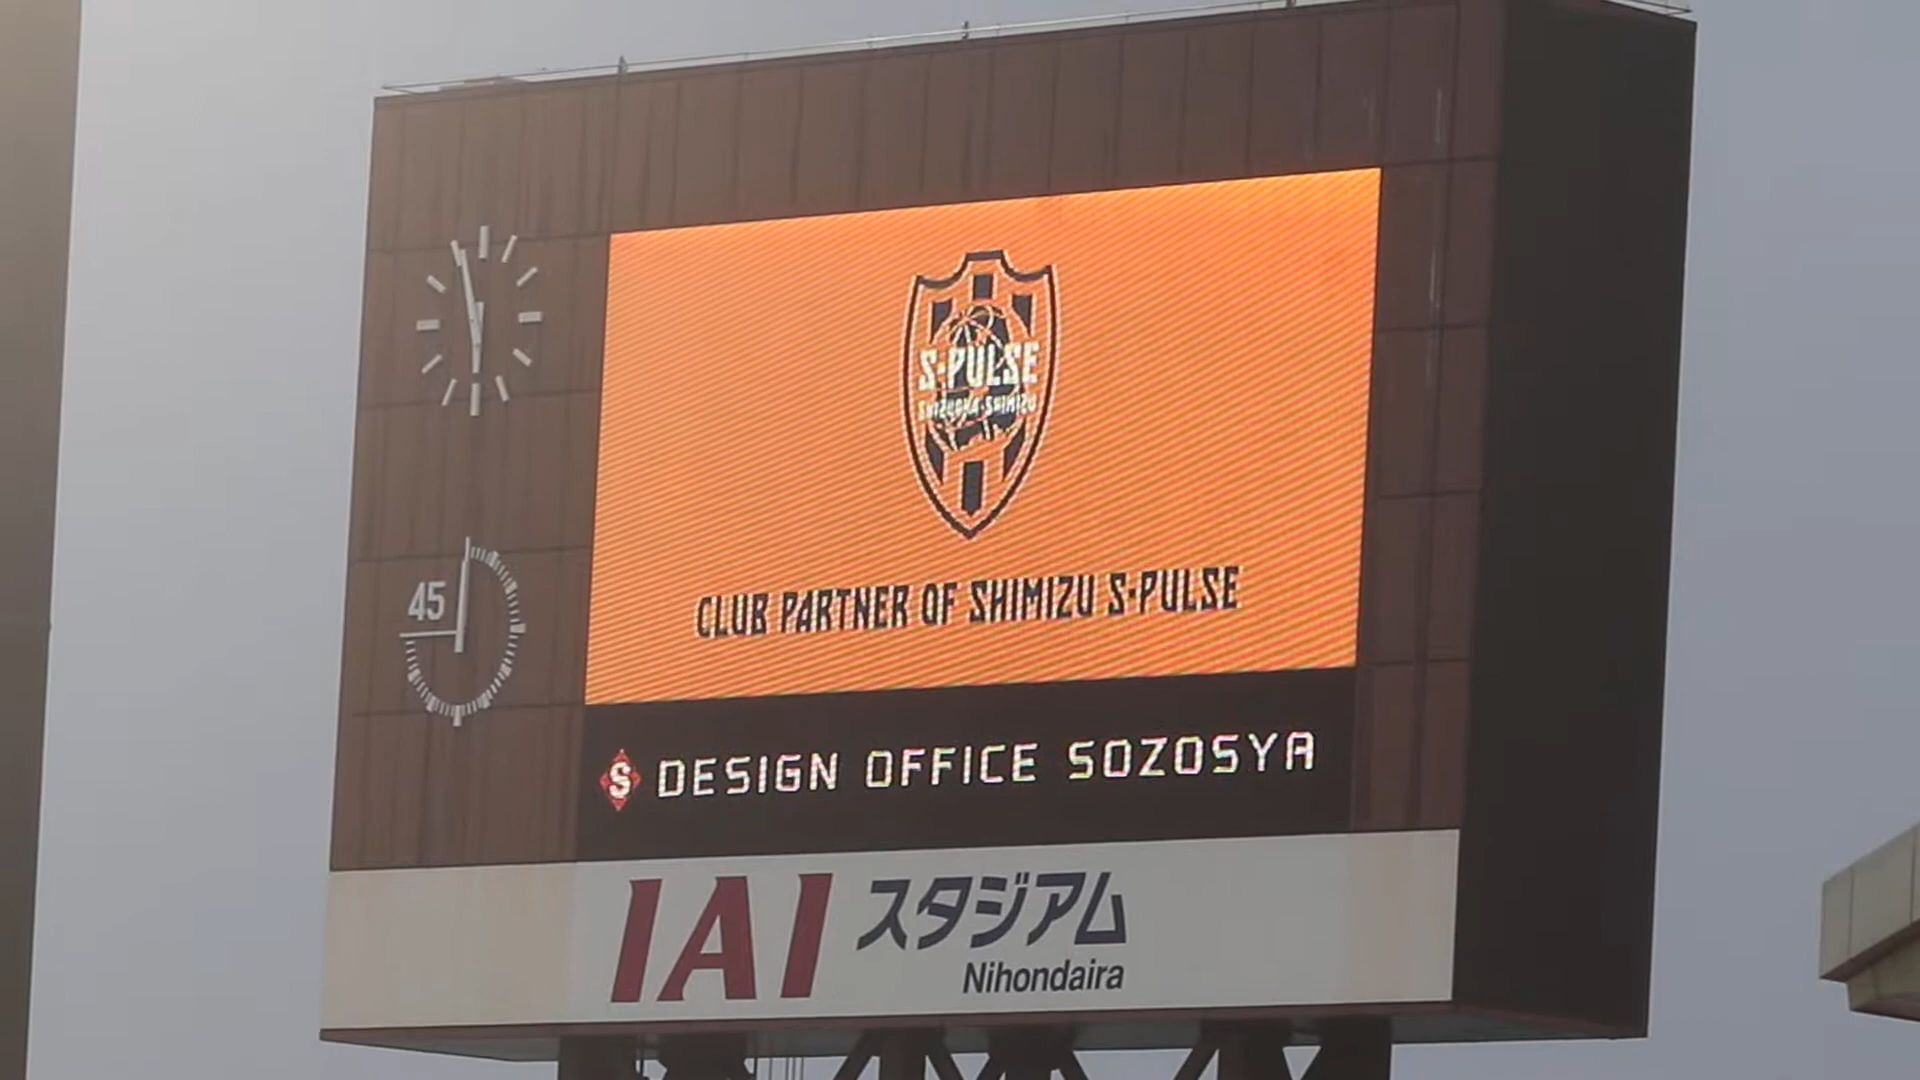 S-PULSE
SHIZUOKA·SHIMIZU
CLUB PARTNER OF SHIMIZU S-PULSE
45
S DESIGN OFFICE SOZOSYA
IAI スタジアム
Nihondaira